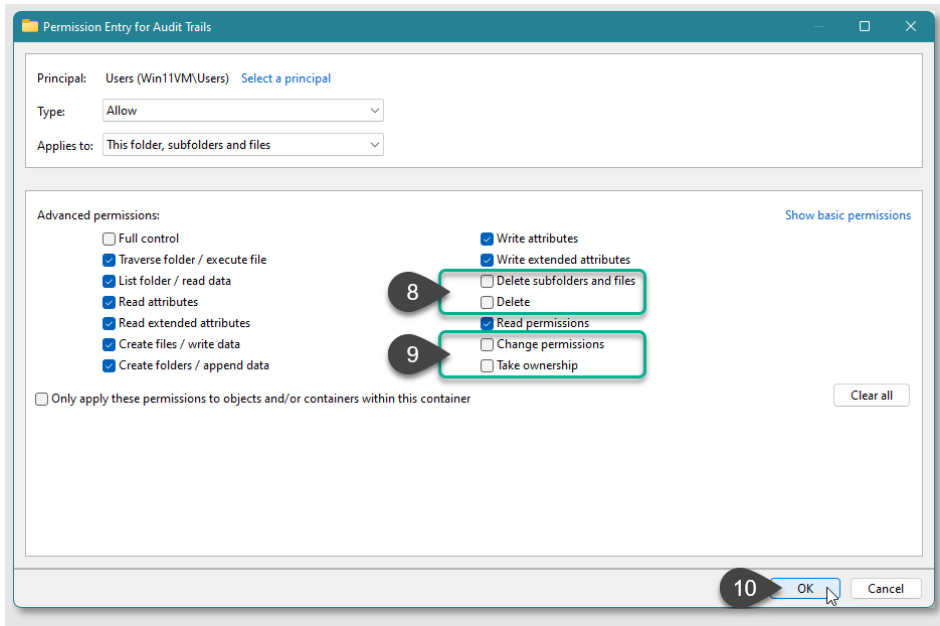 Permission Entry for Audit Trails
Principal: Users (Win11VM\Users) Select a principal
Type: Allow
Applies to: This folder, subfolders and files
Advanced permissions: Show basic permissions
Full control Write attributes
Traverse folder / execute file Write extended attributes
List folder / read data Delete subfolders and files
8
Read attributes Delete
Read extended attributes Read permissions
Create files / write data Change permissions
9
Create folders / append data Take ownership
Only apply these permissions to objects and/or containers within this container Clear all
10 OK Cancel